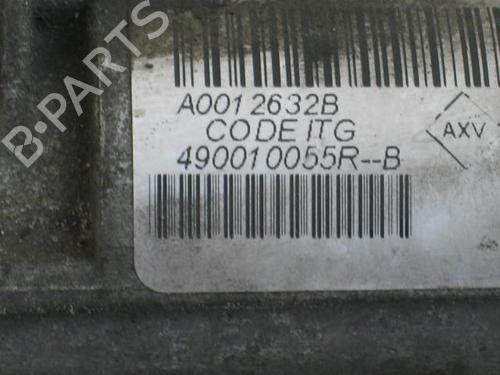 B-PARTS
A0012632B
CODE ITG
AXV
490010055R--B